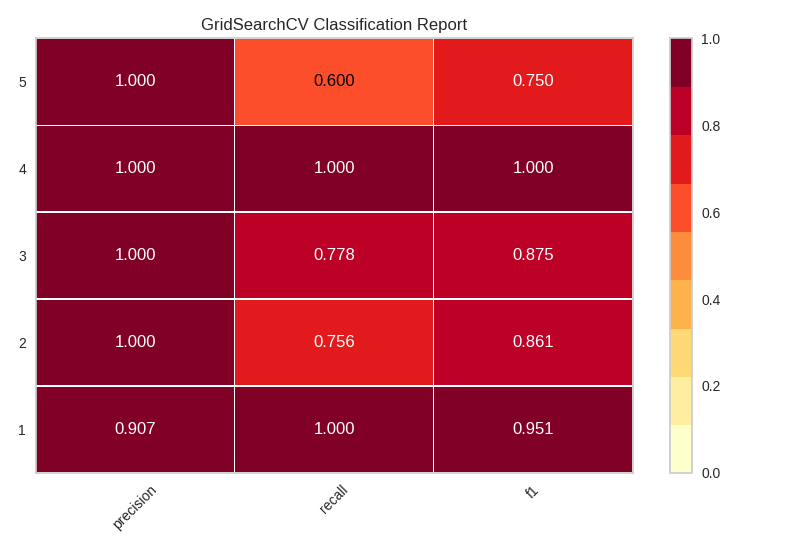 GridSearchCV Classification Report
5 1.000 0.600 0.750
4 1.000 1.000 1.000
3 1.000 0.778 0.875
2 1.000 0.756 0.861
1 0.907 1.000 0.951
precision recall f1
1.0
0.8
0.6
0.4
0.2
0.0